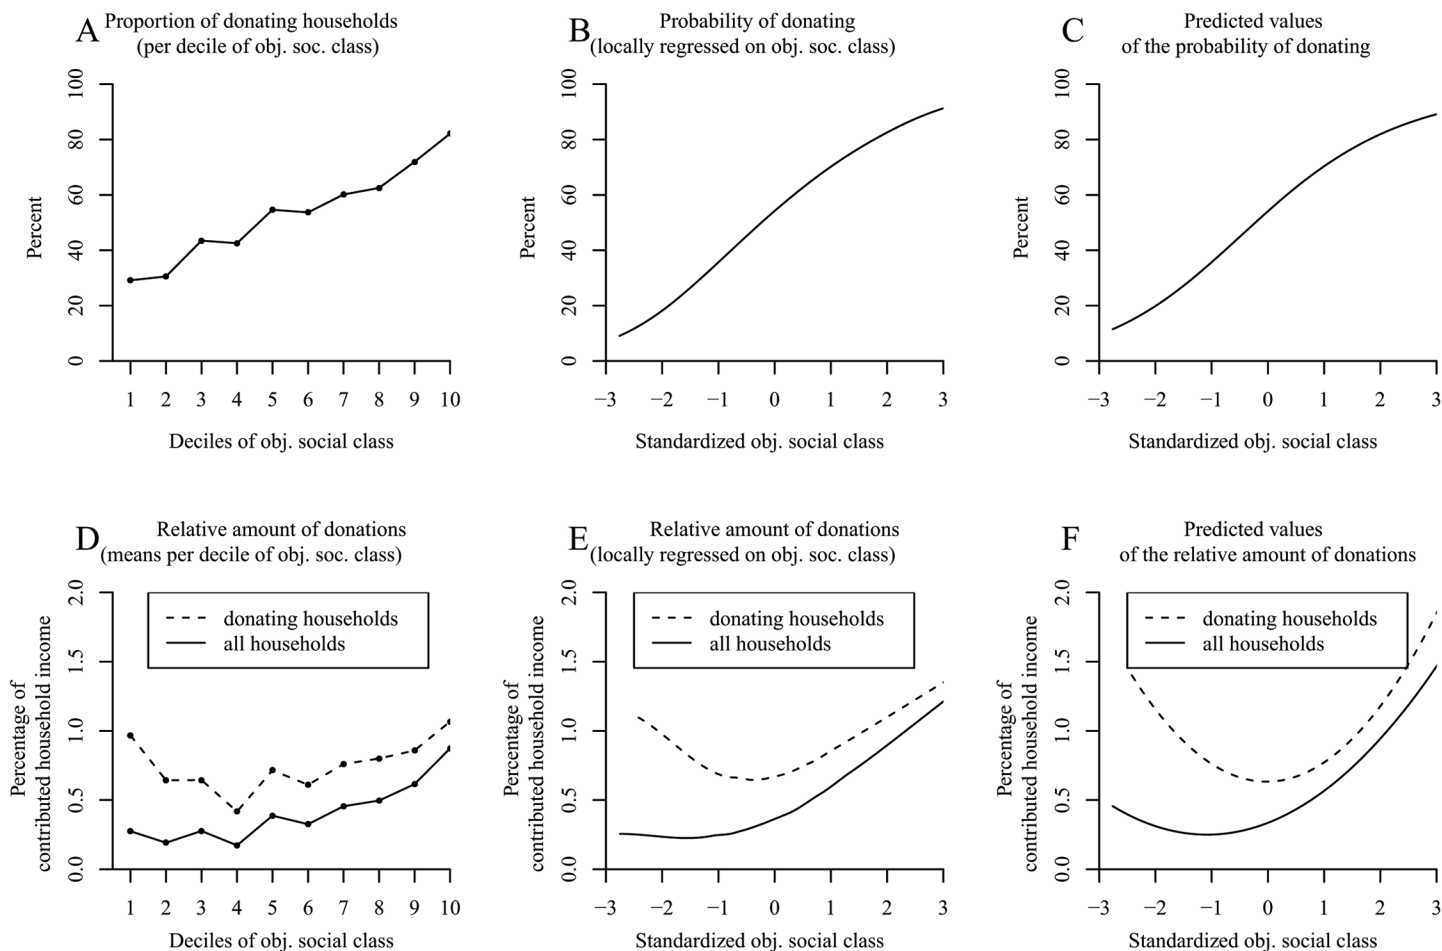 A
Proportion of donating households
(per decile of obj. soc. class)
Percent
0 20 40 60 80 100
1 2 3 4 5 6 7 8 9 10
Deciles of obj. social class
B
Probability of donating
(locally regressed on obj. soc. class)
Percent
0 20 40 60 80 100
−3 −2 −1 0 1 2 3
Standardized obj. social class
C
Predicted values
of the probability of donating
Percent
0 20 40 60 80 100
−3 −2 −1 0 1 2 3
Standardized obj. social class
D
Relative amount of donations
(means per decile of obj. soc. class)
Percentage of
contributed household income
0.0 0.5 1.0 1.5 2.0
donating households
all households
1 2 3 4 5 6 7 8 9 10
Deciles of obj. social class
E
Relative amount of donations
(locally regressed on obj. soc. class)
Percentage of
contributed household income
0.0 0.5 1.0 1.5 2.0
donating households
all households
−3 −2 −1 0 1 2 3
Standardized obj. social class
F
Predicted values
of the relative amount of donations
Percentage of
contributed household income
0.0 0.5 1.0 1.5 2.0
donating households
all households
−3 −2 −1 0 1 2 3
Standardized obj. social class